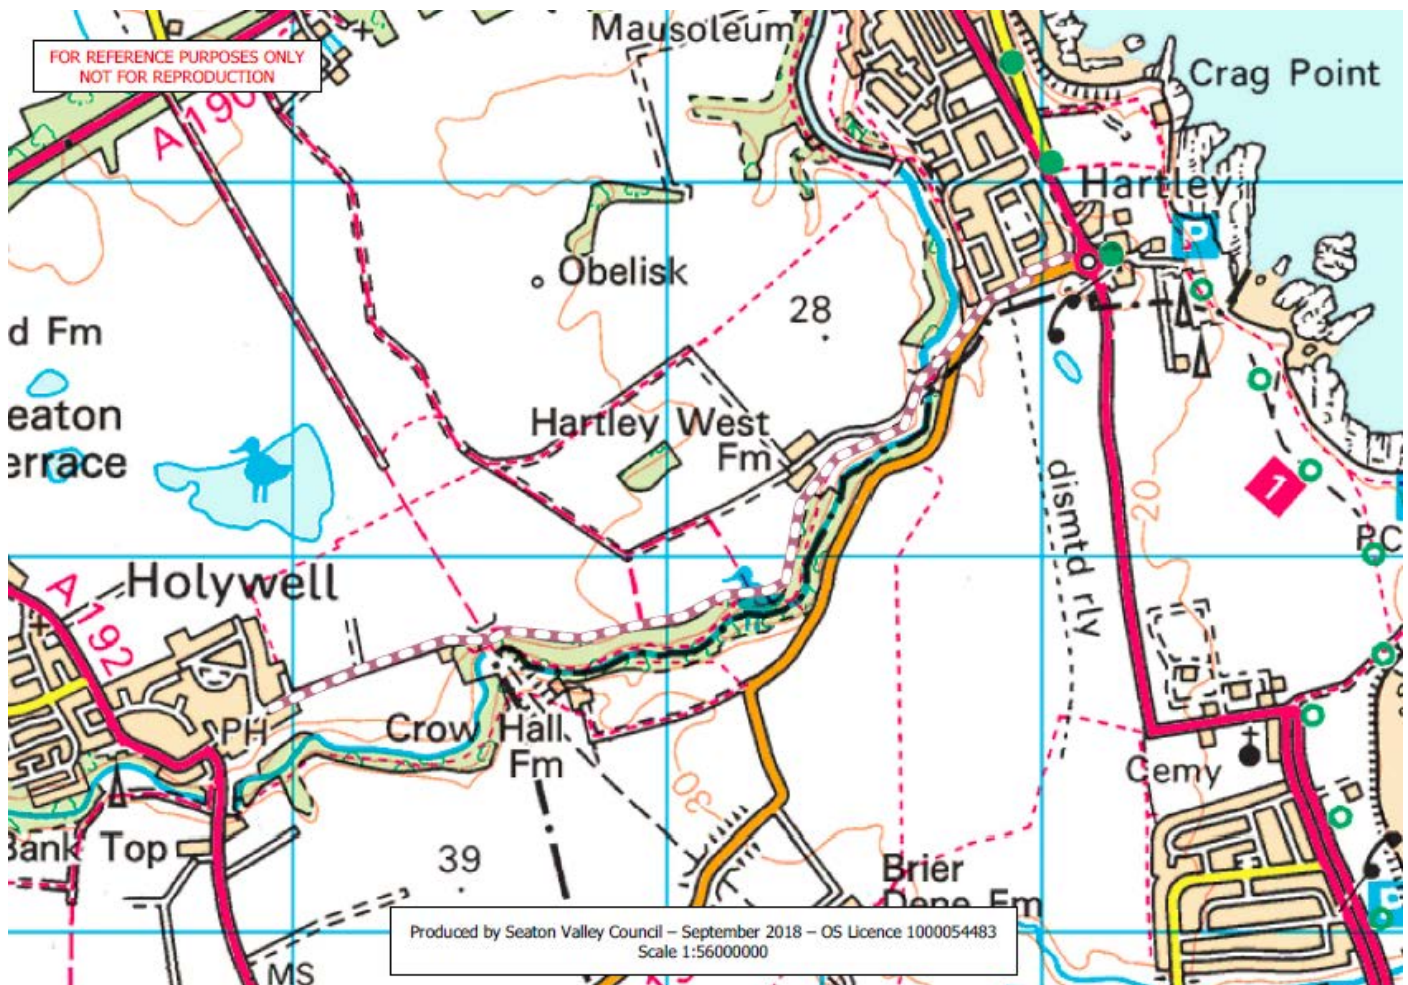 Mausoleum
FOR REFERENCE PURPOSES ONLY
NOT FOR REPRODUCTION
Crag Point
A 190
Hartley
P
Obelisk
28
d Fm
eaton
Hartley West
Fm
errace
dismtd rly
20
1
PC
Holywell
A 192
PH
Crow Hall
Fm
30
Cemy
Bank Top
39
Brier
Dene Fm
P
Produced by Seaton Valley Council – September 2018 – OS Licence 1000054483
Scale 1:56000000
MS